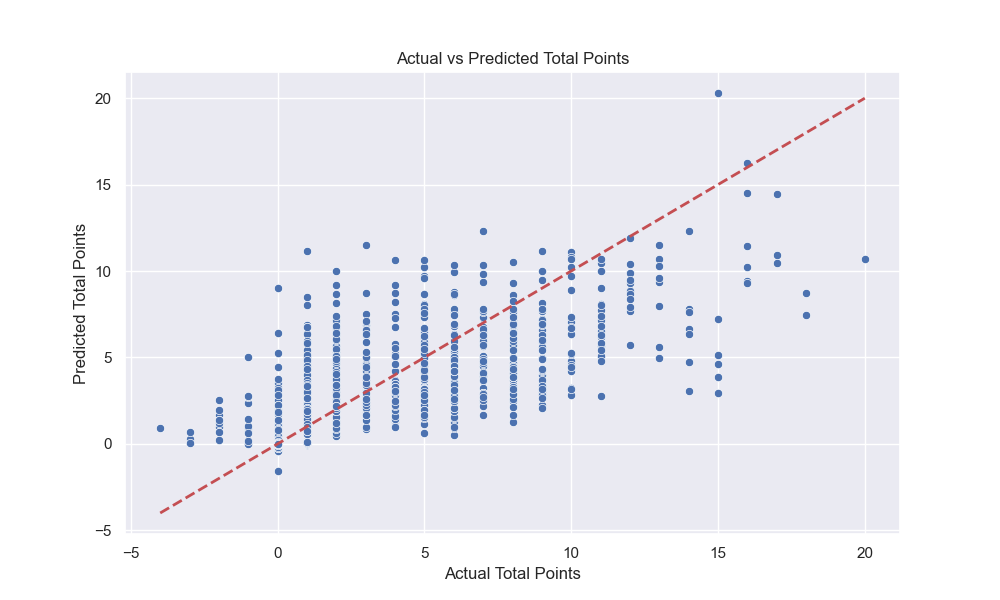 Actual vs Predicted Total Points
Predicted Total Points
20
15
10
5
0
−5
−5 0 5 10 15 20
Actual Total Points